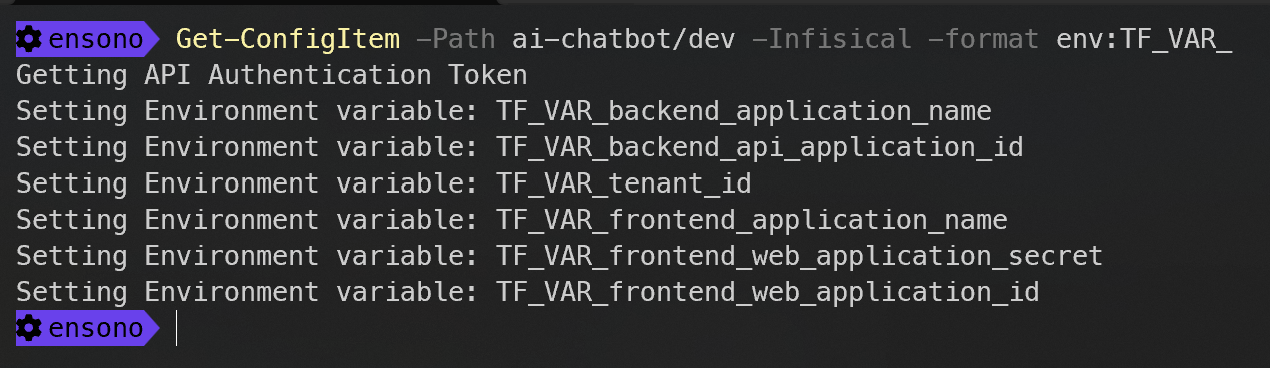 ensono Get-ConfigItem -Path ai-chatbot/dev -Infisical -format env:TF_VAR_
Getting API Authentication Token
Setting Environment variable: TF_VAR_backend_application_name
Setting Environment variable: TF_VAR_backend_api_application_id
Setting Environment variable: TF_VAR_tenant_id
Setting Environment variable: TF_VAR_frontend_application_name
Setting Environment variable: TF_VAR_frontend_web_application_secret
Setting Environment variable: TF_VAR_frontend_web_application_id
ensono